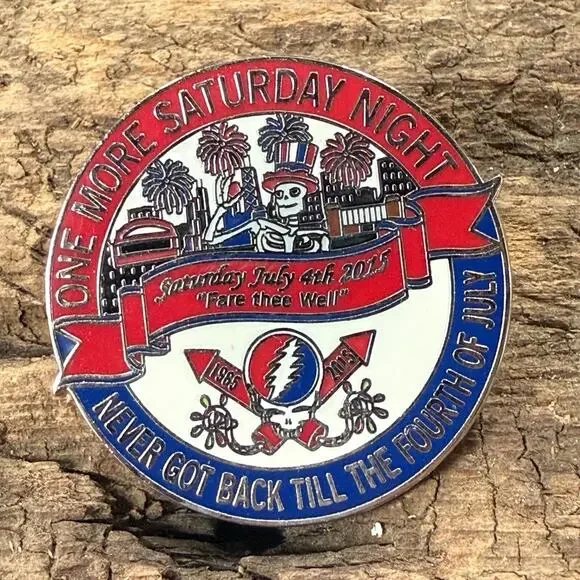 ONE MORE SATURDAY NIGHT
Saturday July 4th 2015
"Fare thee Well"
1965
2015
NEVER GOT BACK TILL THE FOURTH OF JULY